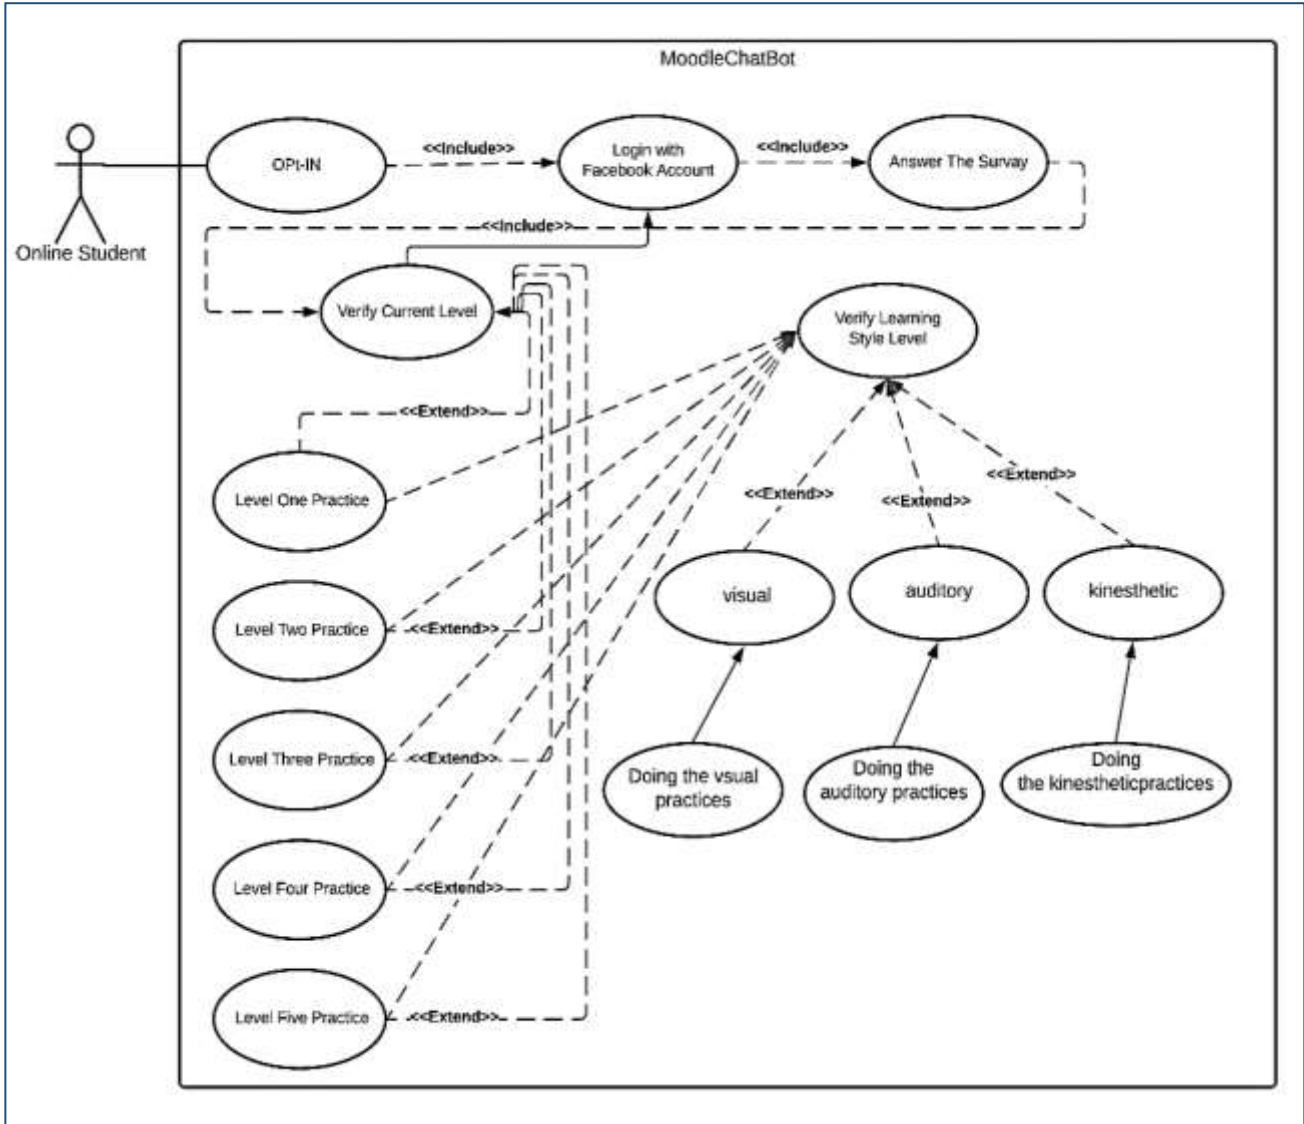 MoodleChatBot
OPt-IN
<<Include>>
Login with
Facebook Account
<<Include>>
Answer The Survay
Online Student
<<Include>>
Verify Current Level
Verify Learning
Style Level
<<Extend>>
Level One Practice
<<Extend>>
<<Extend>>
<<Extend>>
visual
auditory
kinesthetic
Level Two Practice
<<Extend>>
Level Three Practice
<<Extend>>
Doing the vsual
practices
Doing the
auditory practices
Doing
the kinestheticpractices
Level Four Practice
<<Extend>>
Level Five Practice
<<Extend>>